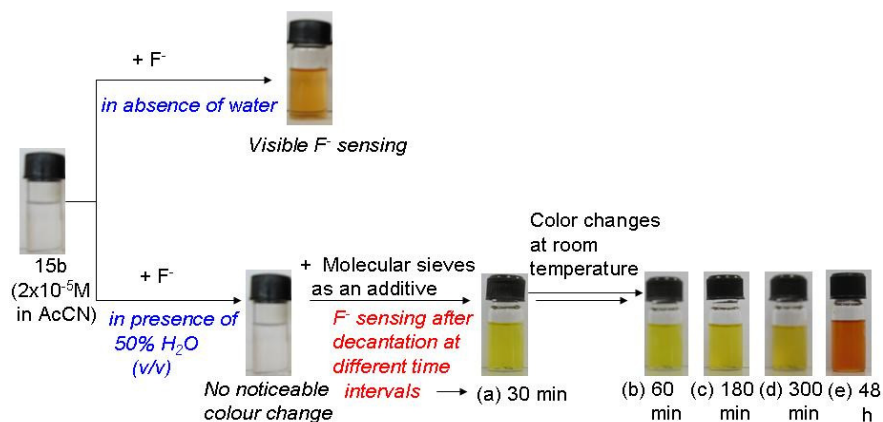 + F-
in absence of water
Visible F- sensing
15b
(2x10-5M
in AcCN)
+ F-
in presence of
50% H2O
(v/v)
No noticeable
colour change
+ Molecular sieves
as an additive
F- sensing after
decantation at
different time
intervals
(a) 30 min
Color changes
at room
temperature
(b) 60
min
(c) 180
min
(d) 300
min
(e) 48
h